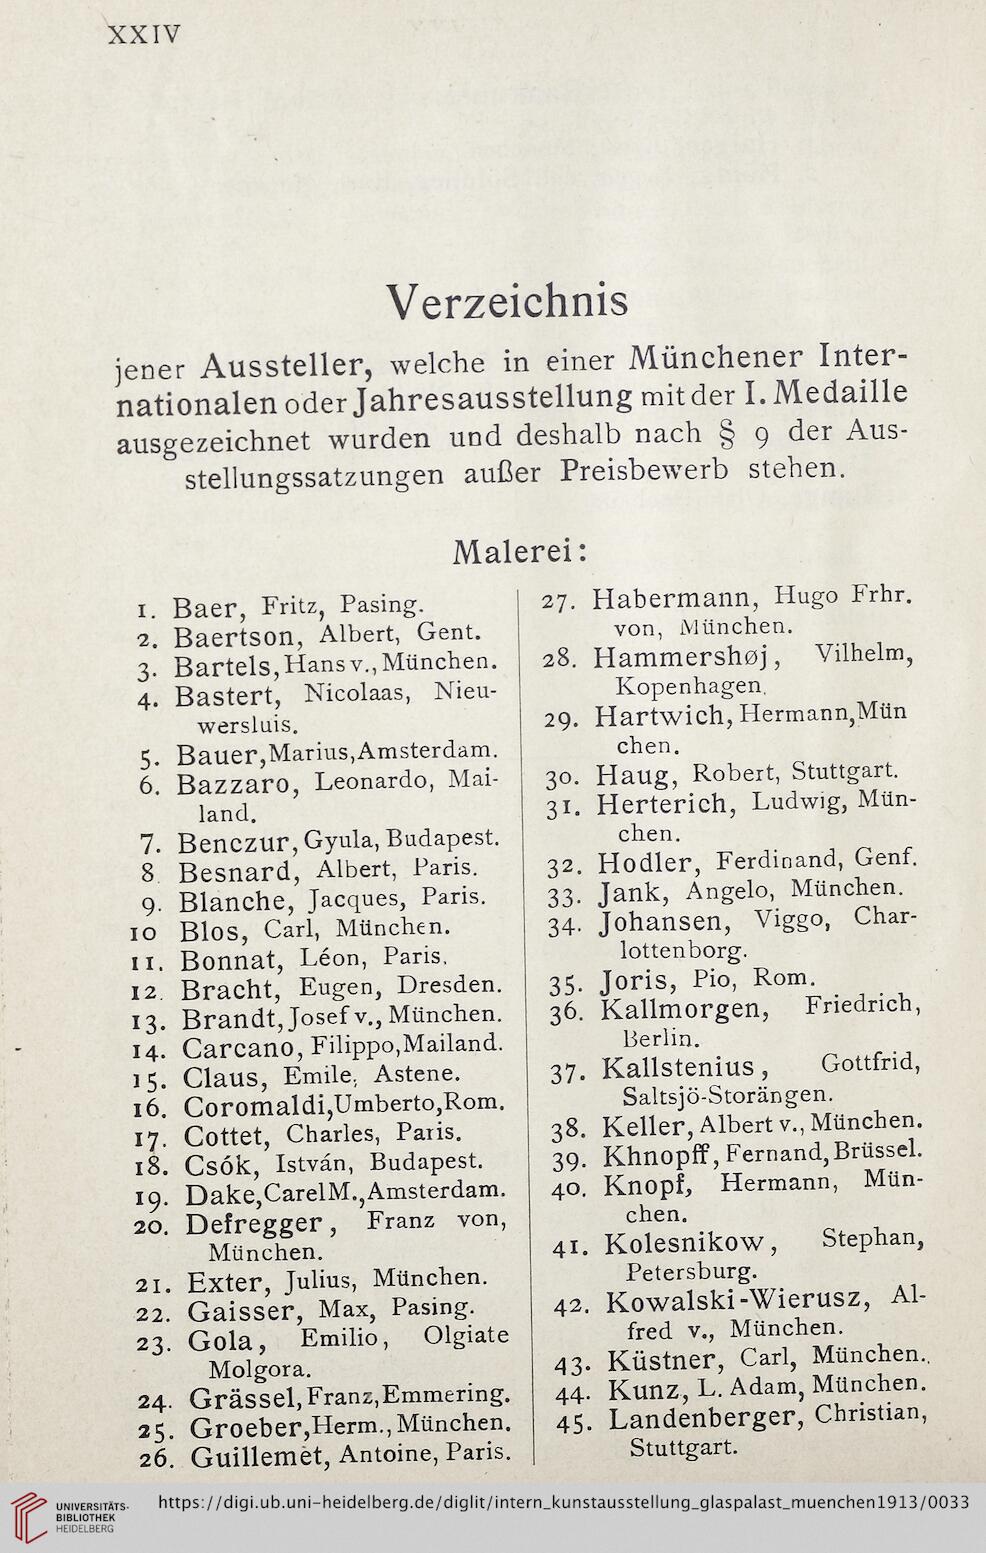 XXIV
Verzeichnis
jener Aussteller, welche in einer Münchener Inter-
nationalen oder Jahresausstellung mit der I. Medaille
ausgezeichnet wurden und deshalb nach § 9 der Aus-
stellungssatzungen außer Preisbewerb stehen.
Malerei:
1. Baer, Fritz, Pasing.
2. Baertson, Albert, Gent.
3. Bartels, Hans v., München.
4. Bastert, Nicolaas, Nieu-
wersluis.
5. Bauer, Marius, Amsterdam.
6. Bazzaro, Leonardo, Mai-
land.
7. Benczur, Gyula, Budapest.
8. Besnard, Albert, Paris.
9. Blanche, Jacques, Paris.
10 Blos, Carl, München.
11. Bonnat, Léon, Paris.
12. Bracht, Eugen, Dresden.
13. Brandt, Josef v., München.
14. Carcano, Filippo, Mailand.
15. Claus, Emile, Astene.
16. Coromaldi, Umberto, Rom.
17. Cottet, Charles, Paris.
18. Csók, István, Budapest.
19. Dake, Carel M., Amsterdam.
20. Defregger, Franz von,
München.
21. Exter, Julius, München.
22. Gaisser, Max, Pasing.
23. Gola, Emilio, Olgiate
Molgora.
24. Grässel, Franz, Emmering.
25. Groeber, Herm., München.
26. Guillemet, Antoine, Paris.
27. Habermann, Hugo Frhr.
von, München.
28. Hammershøj, Vilhelm,
Kopenhagen.
29. Hartwich, Hermann, Mün
chen.
30. Haug, Robert, Stuttgart.
31. Herterich, Ludwig, Mün-
chen.
32. Hodler, Ferdinand, Genf.
33. Jank, Angelo, München.
34. Johansen, Viggo, Char-
lottenborg.
35. Joris, Pio, Rom.
36. Kallmorgen, Friedrich,
Berlin.
37. Kallstenius, Gottfrid,
Saltsjö-Storängen.
38. Keller, Albert v., München.
39. Khnopff, Fernand, Brüssel.
40. Knopf, Hermann, Mün-
chen.
41. Kolesnikow, Stephan,
Petersburg.
42. Kowalski-Wierusz, Al-
fred v., München.
43. Küstner, Carl, München.
44. Kunz, L. Adam, München.
45. Landenberger, Christian,
Stuttgart.
UNIVERSITÄTS-
BIBLIOTHEK
HEIDELBERG
https://digi.ub.uni-heidelberg.de/diglit/intern_kunstausstellung_glaspalast_muenchen1913/0033